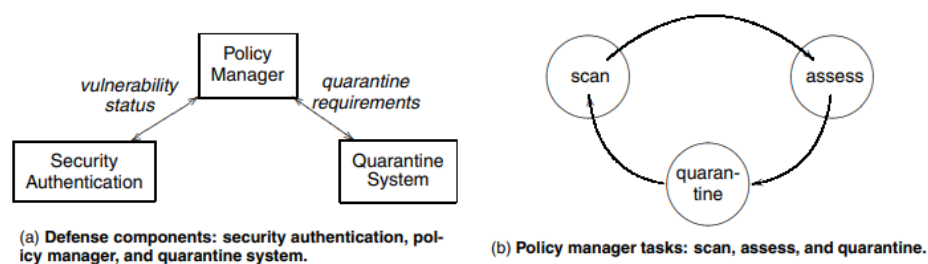 Policy
Manager
vulnerability
status
quarantine
requirements
Security
Authentication
Quarantine
System
(a) Defense components: security authentication, pol-
icy manager, and quarantine system.
scan
assess
quaran-
tine
(b) Policy manager tasks: scan, assess, and quarantine.